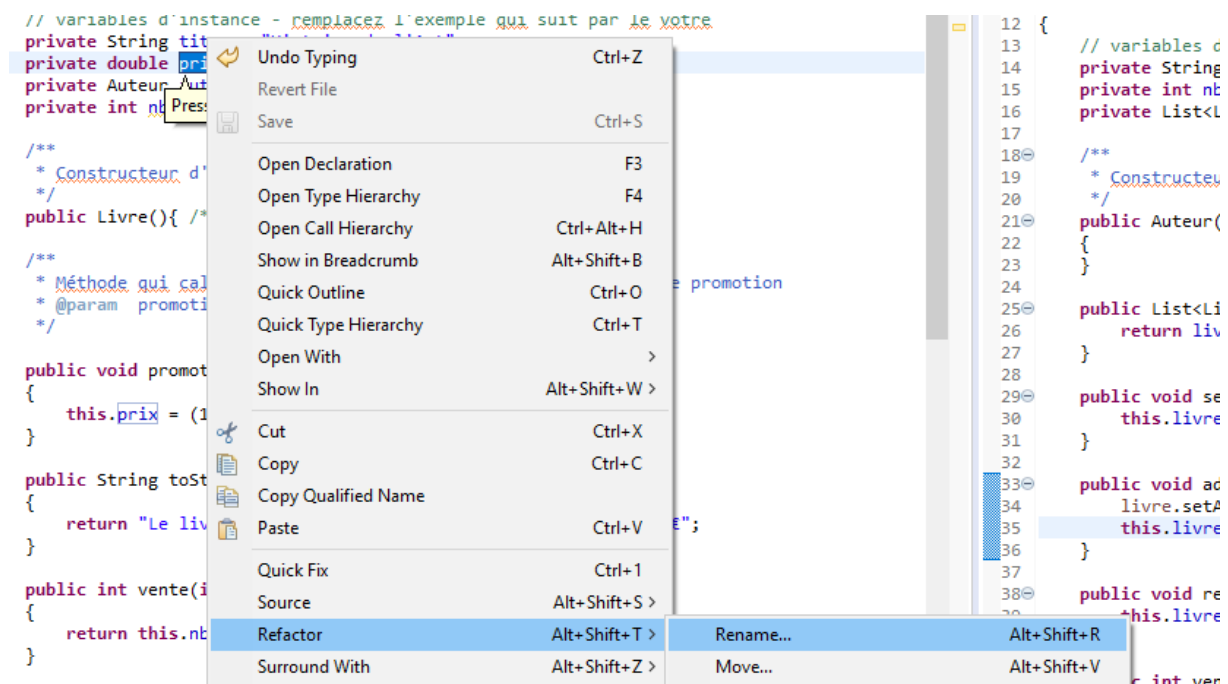 // variables d'instance - remplacez l'exemple qui suit par le votre
private String tit
private double pri
private Auteur
private int nb
Press
/**
* Constructeur d'
*/
public Livre(){ /*
/**
* Méthode qui cal
e promotion
* @param promoti
*/
public void promot
{
this.prix = (1
}
public String toSt
{
return "Le liv
€";
}
public int vente(i
{
return this.nb
}
Undo Typing Ctrl+Z
Revert File
Save Ctrl+S
Open Declaration F3
Open Type Hierarchy F4
Open Call Hierarchy Ctrl+Alt+H
Show in Breadcrumb Alt+Shift+B
Quick Outline Ctrl+O
Quick Type Hierarchy Ctrl+T
Open With >
Show In Alt+Shift+W >
Cut Ctrl+X
Copy Ctrl+C
Copy Qualified Name
Paste Ctrl+V
Quick Fix Ctrl+1
Source Alt+Shift+S >
Refactor Alt+Shift+T >
Surround With Alt+Shift+Z >
Rename... Alt+Shift+R
Move... Alt+Shift+V
12 {
13 // variables d
14 private String
15 private int nb
16 private List<L
17
18 /**
19 * Constructeu
20 */
21 public Auteur(
22 {
23 }
24
25 public List<Li
26 return liv
27 }
28
29 public void se
30 this.livre
31 }
32
33 public void ad
34 livre.setA
35 this.livre
36 }
37
38 public void re
39 this.livre
c int ven